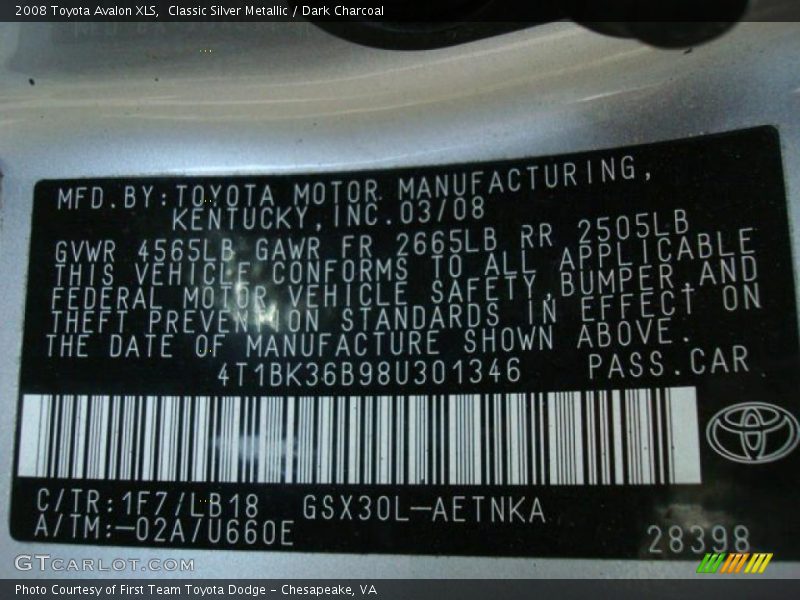 2008 Toyota Avalon XLS,  Classic Silver Metallic / Dark Charcoal
MFD.BY:TOYOTA MOTOR MANUFACTURING,
KENTUCKY,INC.03/08
GVWR 4565LB GAWR FR 2665LB RR 2505LB
THIS VEHICLE CONFORMS TO ALL APPLICABLE
FEDERAL MOTOR VEHICLE SAFETY,BUMPER,AND
THEFT PREVENTION STANDARDS IN EFFECT ON
THE DATE OF MANUFACTURE SHOWN ABOVE.
4T1BK36B98U301346 PASS.CAR
C/TR:1F7/LB18 GSX30L-AETNKA
A/TM:-02A/U660E
28398
GTCarLot.com
Photo Courtesy of First Team Toyota Dodge - Chesapeake, VA